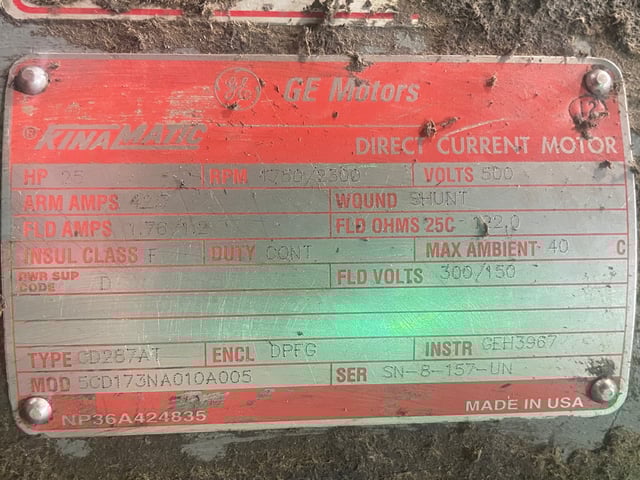 GE GE Motors
® KINAMATIC DIRECT CURRENT MOTOR
HP 25 RPM 1750/2300 VOLTS 500
ARM AMPS WOUND SHUNT
FLD AMPS FLD OHMS 25C
INSUL CLASS F DUTY CONT. MAX AMBIENT 40 C
PWR SUP CODE D FLD VOLTS 300/150
TYPE CD287AT ENCL DPFG INSTR GEH3967
MOD 5CD173NA010A005 SER SN-8-157-UN
NP36A424835 MADE IN USA